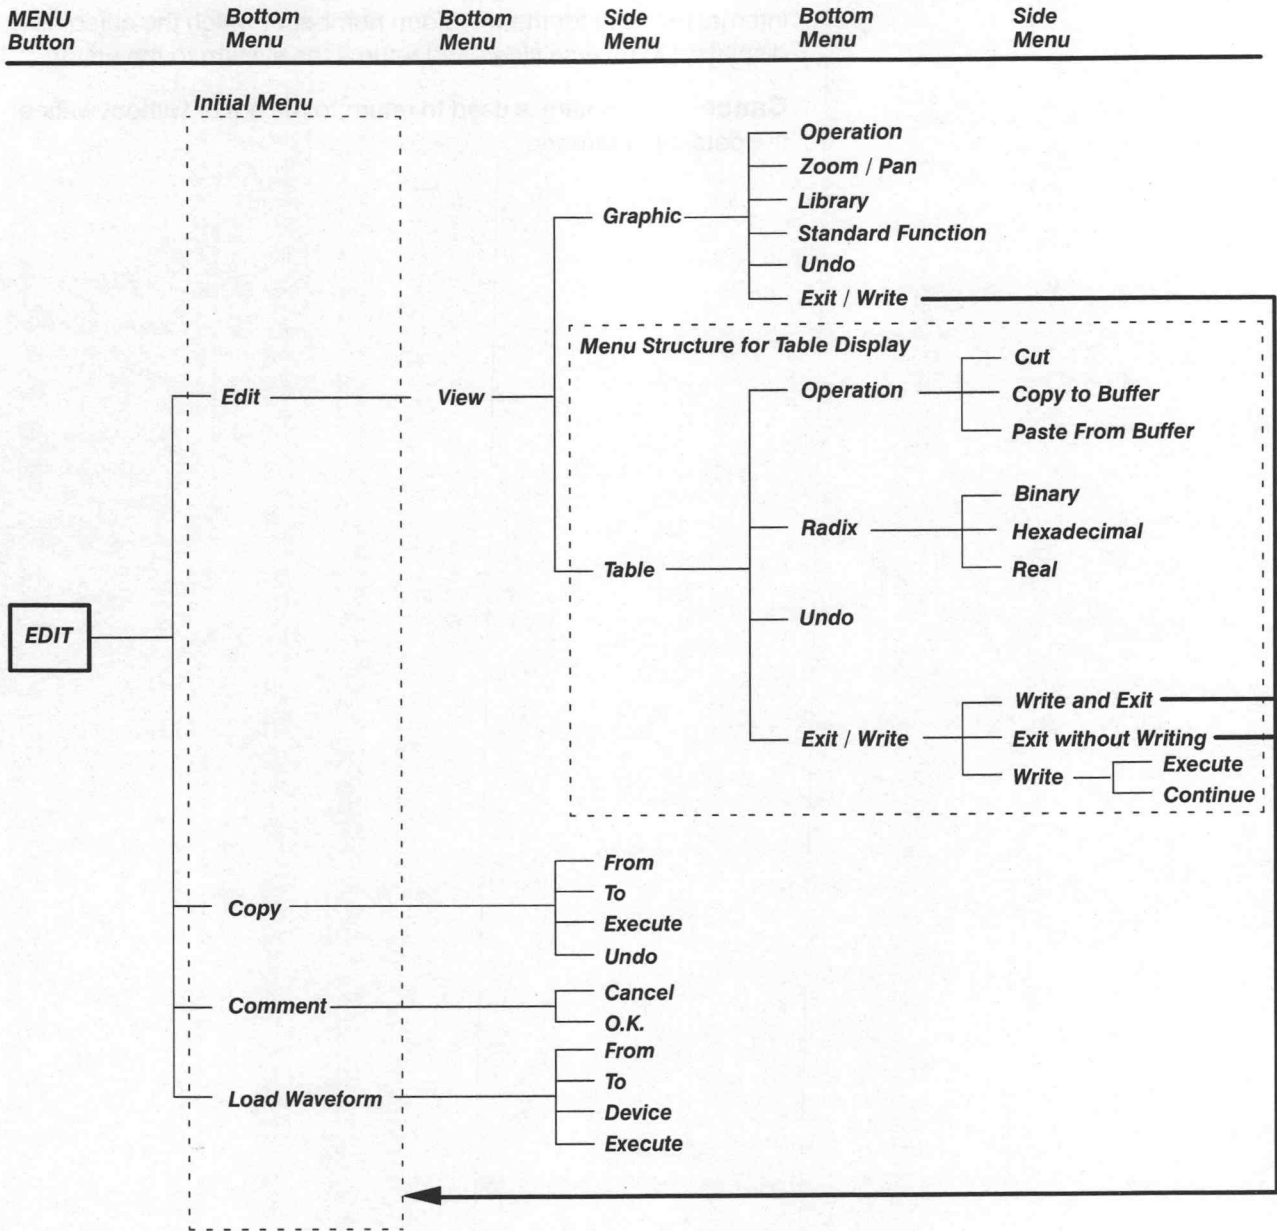 MENU Button
Bottom Menu
Bottom Menu
Side Menu
Bottom Menu
Side Menu
Initial Menu
Operation
Zoom / Pan
Library
Graphic
Standard Function
Undo
Exit / Write
Menu Structure for Table Display
Edit
View
Operation
Cut
Copy to Buffer
Paste From Buffer
Radix
Binary
Hexadecimal
Real
Table
Undo
EDIT
Exit / Write
Write and Exit
Exit without Writing
Write
Execute
Continue
Copy
From
To
Execute
Undo
Comment
Cancel
O.K.
Load Waveform
From
To
Device
Execute